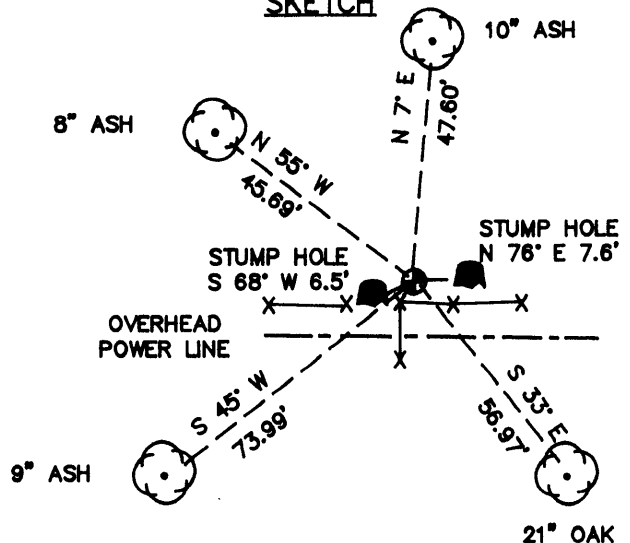 SKETCH
10" ASH
8" ASH
N 7° E
47.60'
N 55° W
45.69'
STUMP HOLE
N 76° E 7.6'
STUMP HOLE
S 68° W 6.5'
OVERHEAD
POWER LINE
S 45° W
73.99'
S 33° E
56.97'
9" ASH
21" OAK